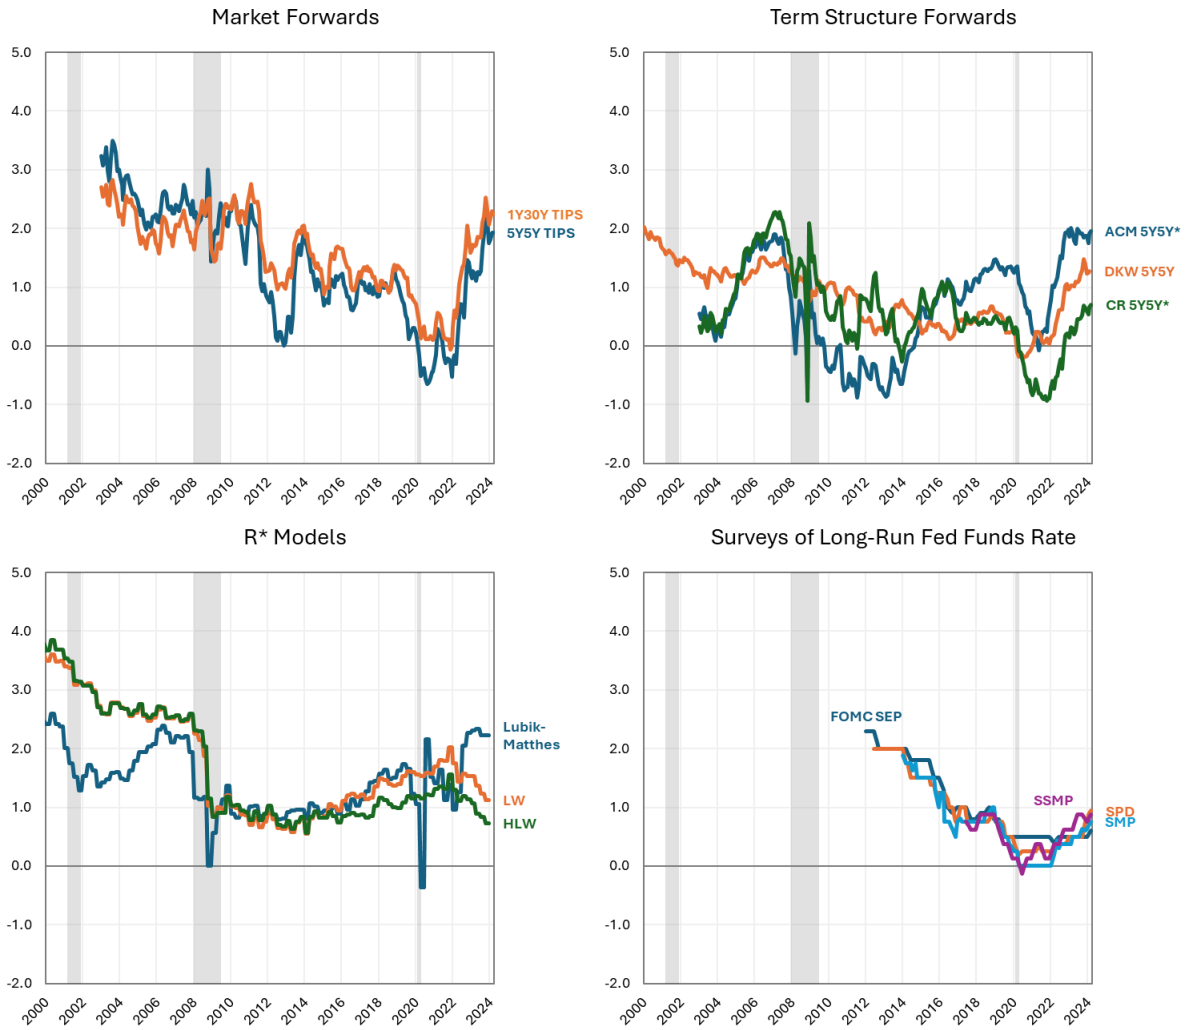 Market Forwards
5.0
4.0
3.0
2.0
1.0
0.0
-1.0
-2.0
1Y30Y TIPS
5Y5Y TIPS
2000 2002 2004 2006 2008 2010 2012 2014 2016 2018 2020 2022 2024
Term Structure Forwards
5.0
4.0
3.0
2.0
1.0
0.0
-1.0
-2.0
ACM 5Y5Y*
DKW 5Y5Y
CR 5Y5Y*
2000 2002 2004 2006 2008 2010 2012 2014 2016 2018 2020 2022 2024
R* Models
5.0
4.0
3.0
2.0
1.0
0.0
-1.0
-2.0
Lubik-
Matthes
LW
HLW
2000 2002 2004 2006 2008 2010 2012 2014 2016 2018 2020 2022 2024
Surveys of Long-Run Fed Funds Rate
5.0
4.0
3.0
2.0
1.0
0.0
-1.0
-2.0
FOMC SEP
SSMP
SPD
SMP
2000 2002 2004 2006 2008 2010 2012 2014 2016 2018 2020 2022 2024